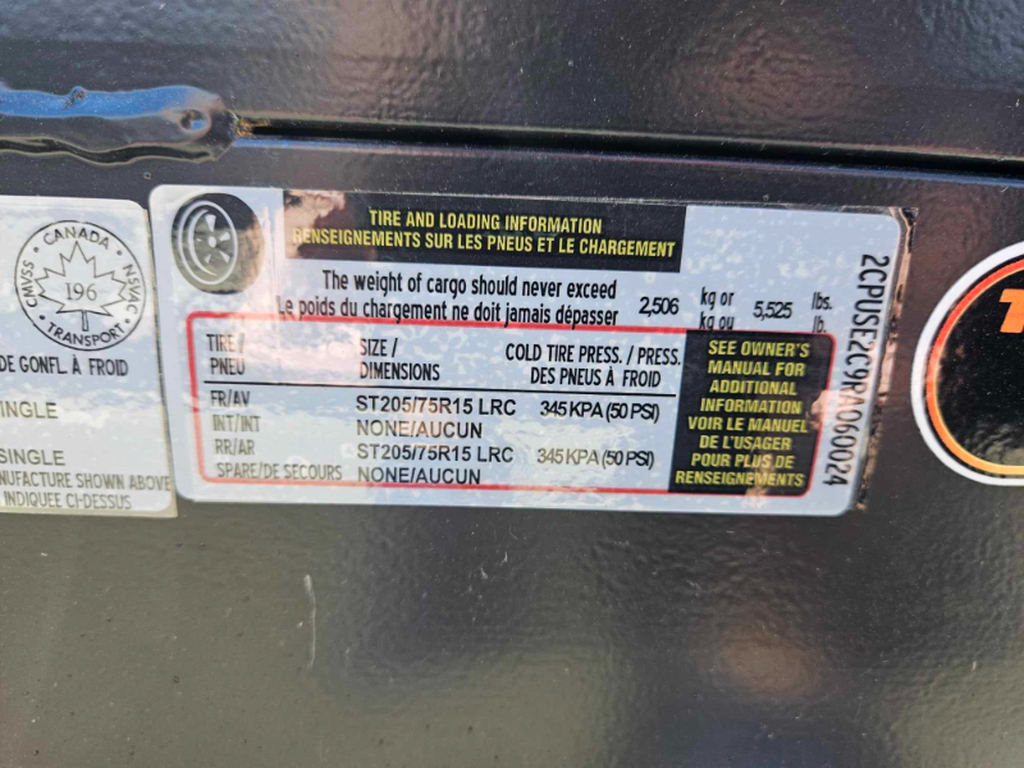 CANADA
CMVSS
196
NSVAC
TRANSPORT
DE GONFL À FROID
INGLE
SINGLE
NUFACTURE SHOWN ABOVE
INDIQUEE CI-DESSUS
TIRE AND LOADING INFORMATION
RENSEIGNEMENTS SUR LES PNEUS ET LE CHARGEMENT
The weight of cargo should never exceed
Le poids du chargement ne doit jamais dépasser
2,506 kg or 5,525 lbs.
kg ou lb.
TIRE / SIZE / COLD TIRE PRESS. / PRESS.
PNEU DIMENSIONS DES PNEUS À FROID
FR/AV ST205/75R15 LRC 345 KPA (50 PSI)
INT/INT NONE/AUCUN
RR/AR ST205/75R15 LRC 345 KPA (50 PSI)
SPARE/DE SECOURS NONE/AUCUN
SEE OWNER'S
MANUAL FOR
ADDITIONAL
INFORMATION
VOIR LE MANUEL
DE L'USAGER
POUR PLUS DE
RENSEIGNEMENTS
2CPUSE2C9RA060024